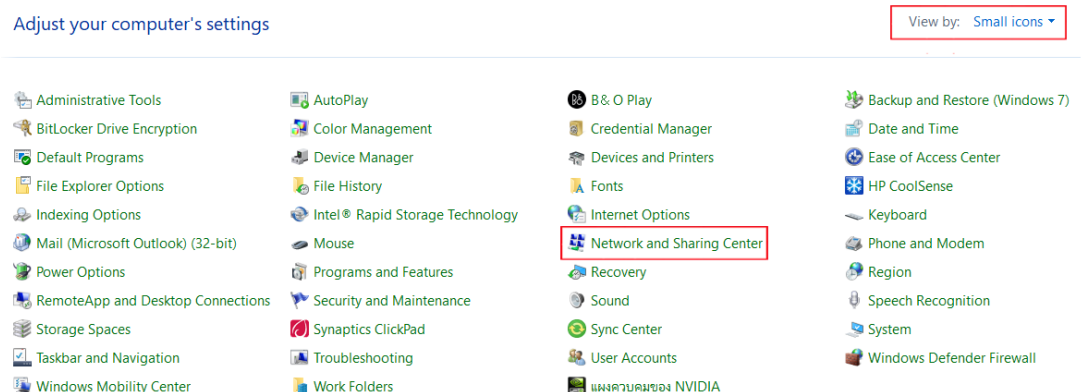 Adjust your computer's settings
View by: Small icons
Administrative Tools
AutoPlay
B& O Play
Backup and Restore (Windows 7)
BitLocker Drive Encryption
Color Management
Credential Manager
Date and Time
Default Programs
Device Manager
Devices and Printers
Ease of Access Center
File Explorer Options
File History
Fonts
HP CoolSense
Indexing Options
Intel® Rapid Storage Technology
Internet Options
Keyboard
Mail (Microsoft Outlook) (32-bit)
Mouse
Network and Sharing Center
Phone and Modem
Power Options
Programs and Features
Recovery
Region
RemoteApp and Desktop Connections
Security and Maintenance
Sound
Speech Recognition
Storage Spaces
Synaptics ClickPad
Sync Center
System
Taskbar and Navigation
Troubleshooting
User Accounts
Windows Defender Firewall
Windows Mobility Center
Work Folders
แผงควบคุมของ NVIDIA